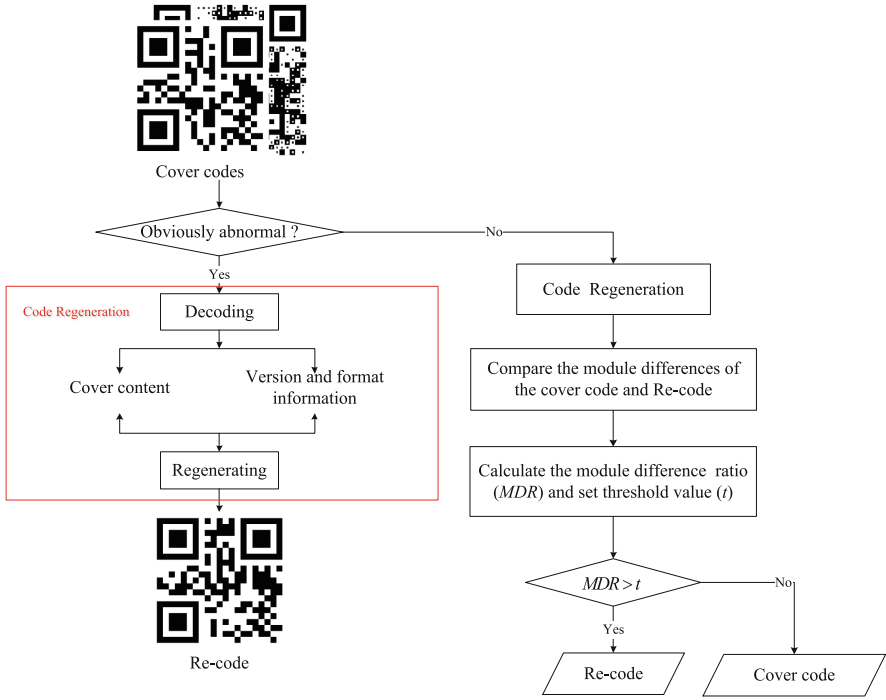 Cover codes
Obviously abnormal ?
No
Yes
Code Regeneration
Decoding
Cover content
Version and format
information
Regenerating
Re-code
Code Regeneration
Compare the module differences of
the cover code and Re-code
Calculate the module difference ratio
(MDR) and set threshold value (t)
MDR > t
No
Yes
Re-code
Cover code